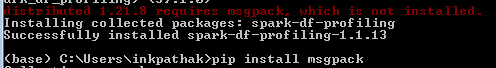 distributed 1.21.8 requires msgpack, which is not installed.
Installing collected packages: spark-df-profiling
Successfully installed spark-df-profiling-1.1.13
(base) C:\Users\inkpathak>pip install msgpack